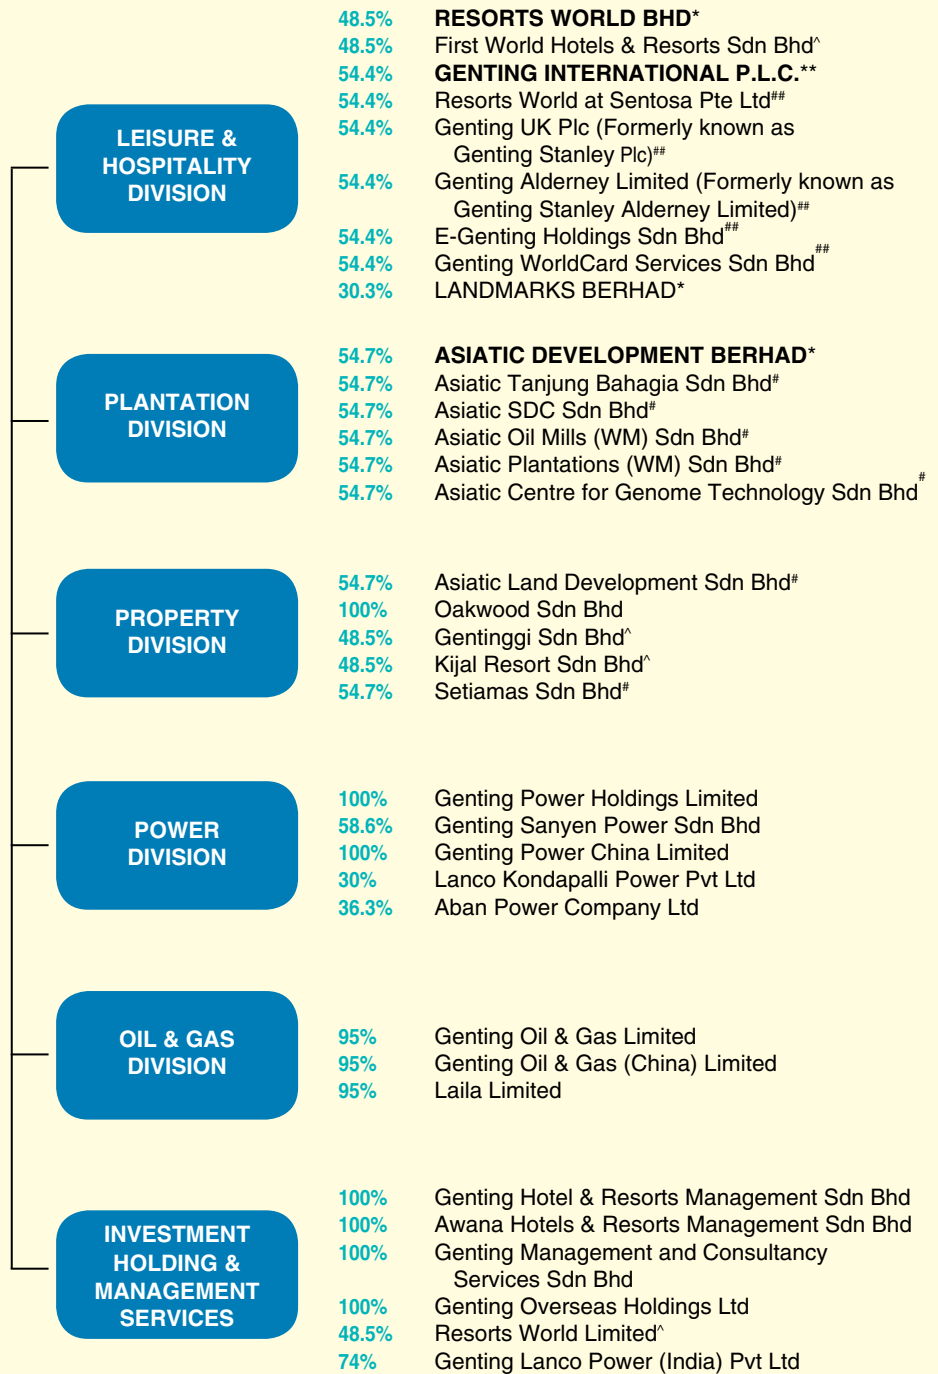 48.5% RESORTS WORLD BHD*
48.5% First World Hotels & Resorts Sdn Bhd^
54.4% GENTING INTERNATIONAL P.L.C.**
LEISURE & HOSPITALITY DIVISION
54.4% Resorts World at Sentosa Pte Ltd##
54.4% Genting UK Plc (Formerly known as
Genting Stanley Plc)##
54.4% Genting Alderney Limited (Formerly known as
Genting Stanley Alderney Limited)##
54.4% E-Genting Holdings Sdn Bhd##
54.4% Genting WorldCard Services Sdn Bhd##
30.3% LANDMARKS BERHAD*
PLANTATION
DIVISION
54.7% ASIATIC DEVELOPMENT BERHAD*
54.7% Asiatic Tanjung Bahagia Sdn Bhd#
54.7% Asiatic SDC Sdn Bhd#
54.7% Asiatic Oil Mills (WM) Sdn Bhd#
54.7% Asiatic Plantations (WM) Sdn Bhd#
54.7% Asiatic Centre for Genome Technology Sdn Bhd#
PROPERTY
DIVISION
54.7% Asiatic Land Development Sdn Bhd#
100% Oakwood Sdn Bhd
48.5% Gentinggi Sdn Bhd^
48.5% Kijal Resort Sdn Bhd^
54.7% Setiamas Sdn Bhd#
POWER
DIVISION
100% Genting Power Holdings Limited
58.6% Genting Sanyen Power Sdn Bhd
100% Genting Power China Limited
30% Lanco Kondapalli Power Pvt Ltd
36.3% Aban Power Company Ltd
OIL & GAS
DIVISION
95% Genting Oil & Gas Limited
95% Genting Oil & Gas (China) Limited
95% Laila Limited
INVESTMENT
HOLDING &
MANAGEMENT
SERVICES
100% Genting Hotel & Resorts Management Sdn Bhd
100% Awana Hotels & Resorts Management Sdn Bhd
100% Genting Management and Consultancy
Services Sdn Bhd
100% Genting Overseas Holdings Ltd
48.5% Resorts World Limited^
74% Genting Lanco Power (India) Pvt Ltd